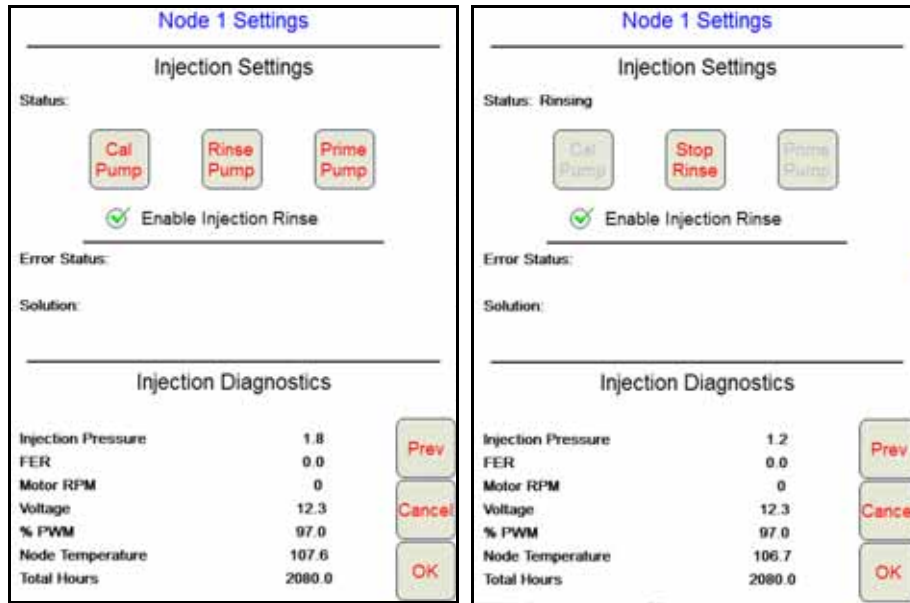 Node 1 Settings
Injection Settings
Status:
Cal Pump
Rinse Pump
Prime Pump
Enable Injection Rinse
Error Status:
Solution:
Injection Diagnostics
Injection Pressure 1.8
FER 0.0
Motor RPM 0
Voltage 12.3
% PWM 97.0
Node Temperature 107.6
Total Hours 2080.0
Prev
Cancel
OK
Node 1 Settings
Injection Settings
Status: Rinsing
Cal Pump
Stop Rinse
Prime Pump
Enable Injection Rinse
Error Status:
Solution:
Injection Diagnostics
Injection Pressure 1.2
FER 0.0
Motor RPM 0
Voltage 12.3
% PWM 97.0
Node Temperature 106.7
Total Hours 2080.0
Prev
Cance
OK